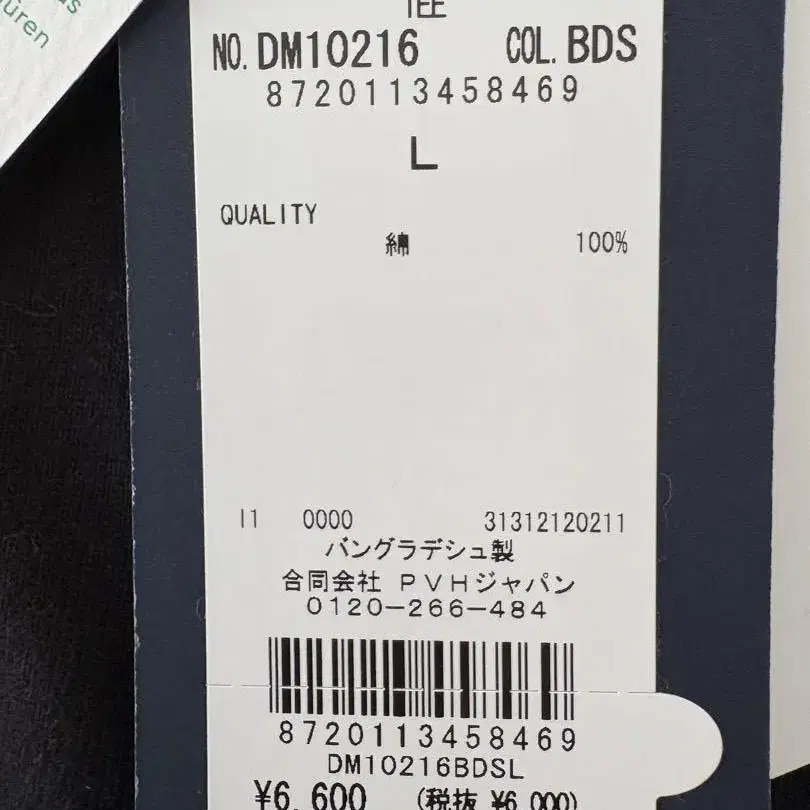 TEE
NO. DM10216 COL. BDS
8720113458469
L
QUALITY
綿 100%
I1 0000 31312120211
バングラデシュ製
合同会社 PVHジャパン
0120-266-484
8720113458469
DM10216BDSL
¥6,600 (税抜 ¥6,000)